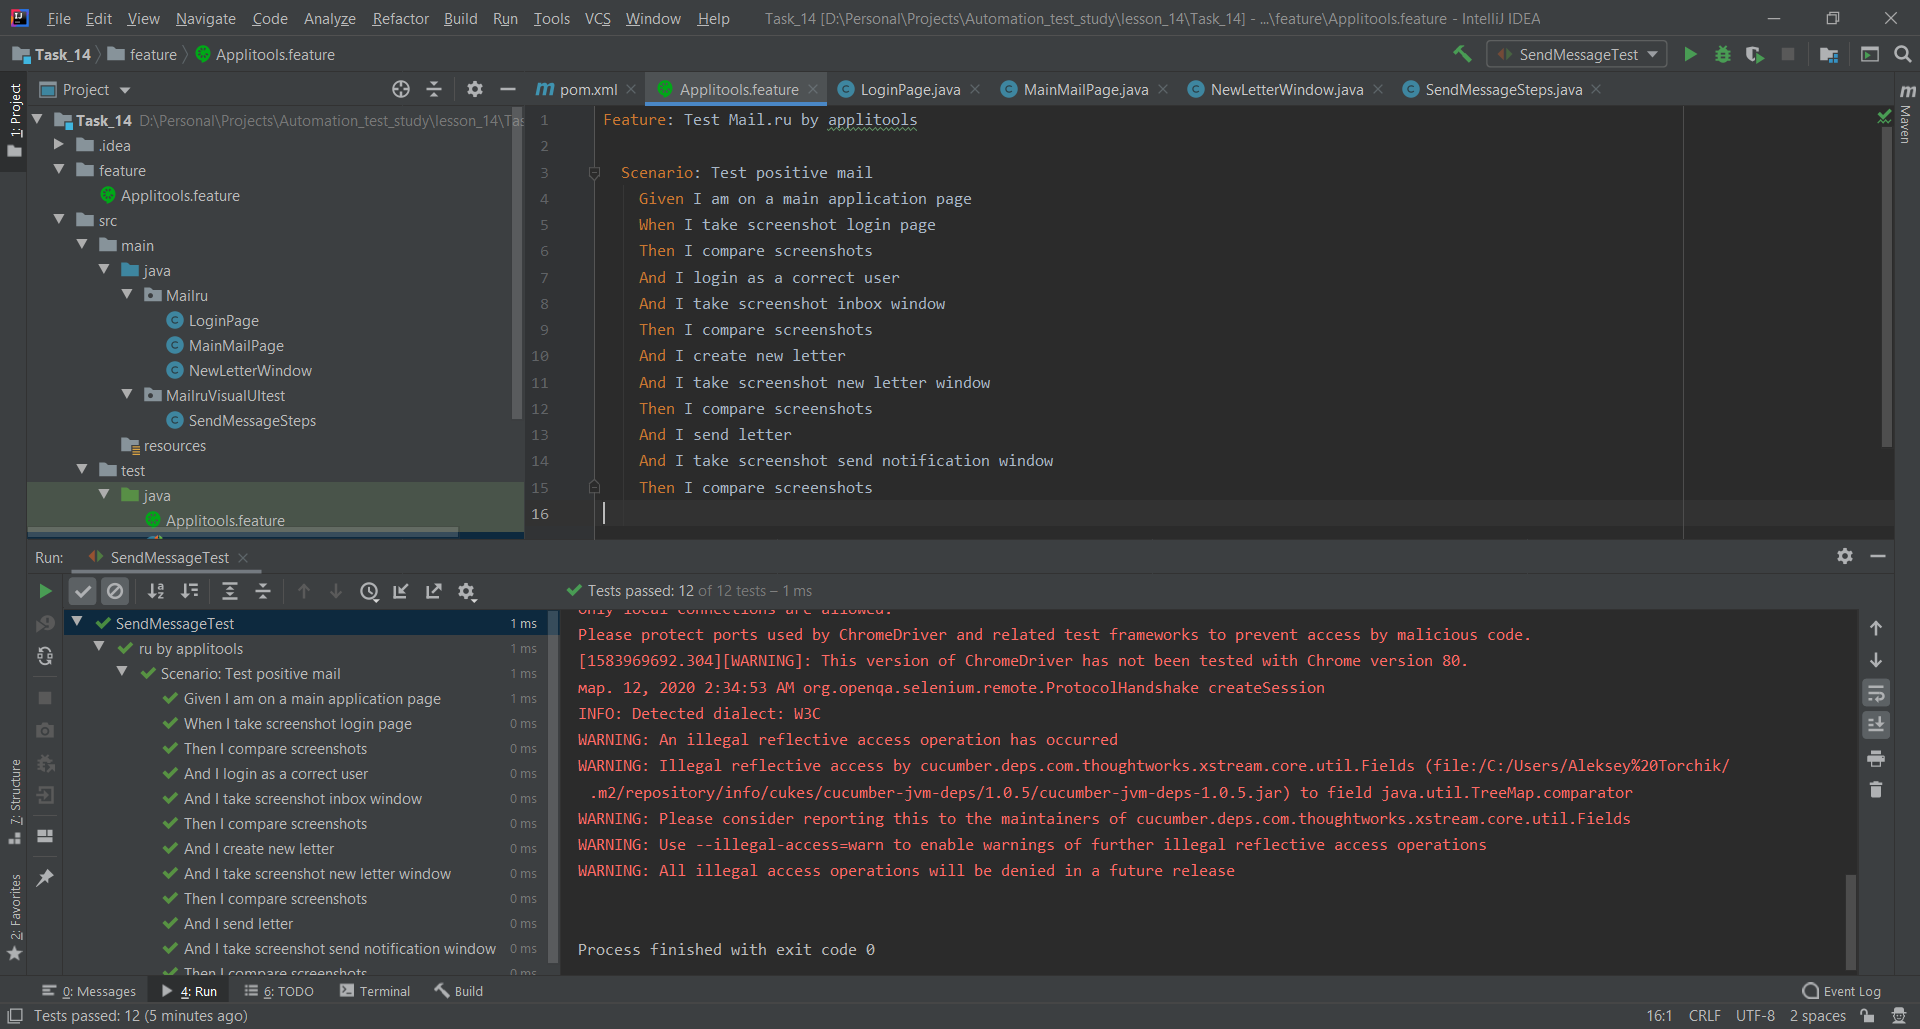 File Edit View Navigate Code Analyze Refactor Build Run Tools VCS Window Help Task_14 [D:\Personal\Projects\Automation_test_study\lesson_14\Task_14] - ...\feature\Applitools.feature - IntelliJ IDEA
Task_14 feature Applitools.feature SendMessageTest
Project
pom.xml Applitools.feature LoginPage.java MainMailPage.java NewLetterWindow.java SendMessageSteps.java
1: Project
Maven
Task_14 D:\Personal\Projects\Automation_test_study\lesson_14\Tas
.idea
feature
Applitools.feature
src
main
java
Mailru
LoginPage
MainMailPage
NewLetterWindow
MailruVisualUItest
SendMessageSteps
resources
test
java
Applitools.feature
1 Feature: Test Mail.ru by applitools
2
3 Scenario: Test positive mail
4 Given I am on a main application page
5 When I take screenshot login page
6 Then I compare screenshots
7 And I login as a correct user
8 And I take screenshot inbox window
9 Then I compare screenshots
10 And I create new letter
11 And I take screenshot new letter window
12 Then I compare screenshots
13 And I send letter
14 And I take screenshot send notification window
15 Then I compare screenshots
16
Run: SendMessageTest
Tests passed: 12 of 12 tests – 1 ms
SendMessageTest 1 ms
ru by applitools 1 ms
Scenario: Test positive mail 1 ms
Given I am on a main application page 1 ms
When I take screenshot login page 0 ms
Then I compare screenshots 0 ms
And I login as a correct user 0 ms
And I take screenshot inbox window 0 ms
Then I compare screenshots 0 ms
And I create new letter 0 ms
And I take screenshot new letter window 0 ms
Then I compare screenshots 0 ms
And I send letter 0 ms
And I take screenshot send notification window 0 ms
Then I compare screenshots 0 ms
Only local connections are allowed.
Please protect ports used by ChromeDriver and related test frameworks to prevent access by malicious code.
[1583969692.304][WARNING]: This version of ChromeDriver has not been tested with Chrome version 80.
мар. 12, 2020 2:34:53 AM org.openqa.selenium.remote.ProtocolHandshake createSession
INFO: Detected dialect: W3C
WARNING: An illegal reflective access operation has occurred
WARNING: Illegal reflective access by cucumber.deps.com.thoughtworks.xstream.core.util.Fields (file:/C:/Users/Aleksey%20Torchik/
.m2/repository/info/cukes/cucumber-jvm-deps/1.0.5/cucumber-jvm-deps-1.0.5.jar) to field java.util.TreeMap.comparator
WARNING: Please consider reporting this to the maintainers of cucumber.deps.com.thoughtworks.xstream.core.util.Fields
WARNING: Use --illegal-access=warn to enable warnings of further illegal reflective access operations
WARNING: All illegal access operations will be denied in a future release
Process finished with exit code 0
7: Structure
2: Favorites
0: Messages 4: Run 6: TODO Terminal Build Event Log
Tests passed: 12 (5 minutes ago) 16:1 CRLF UTF-8 2 spaces